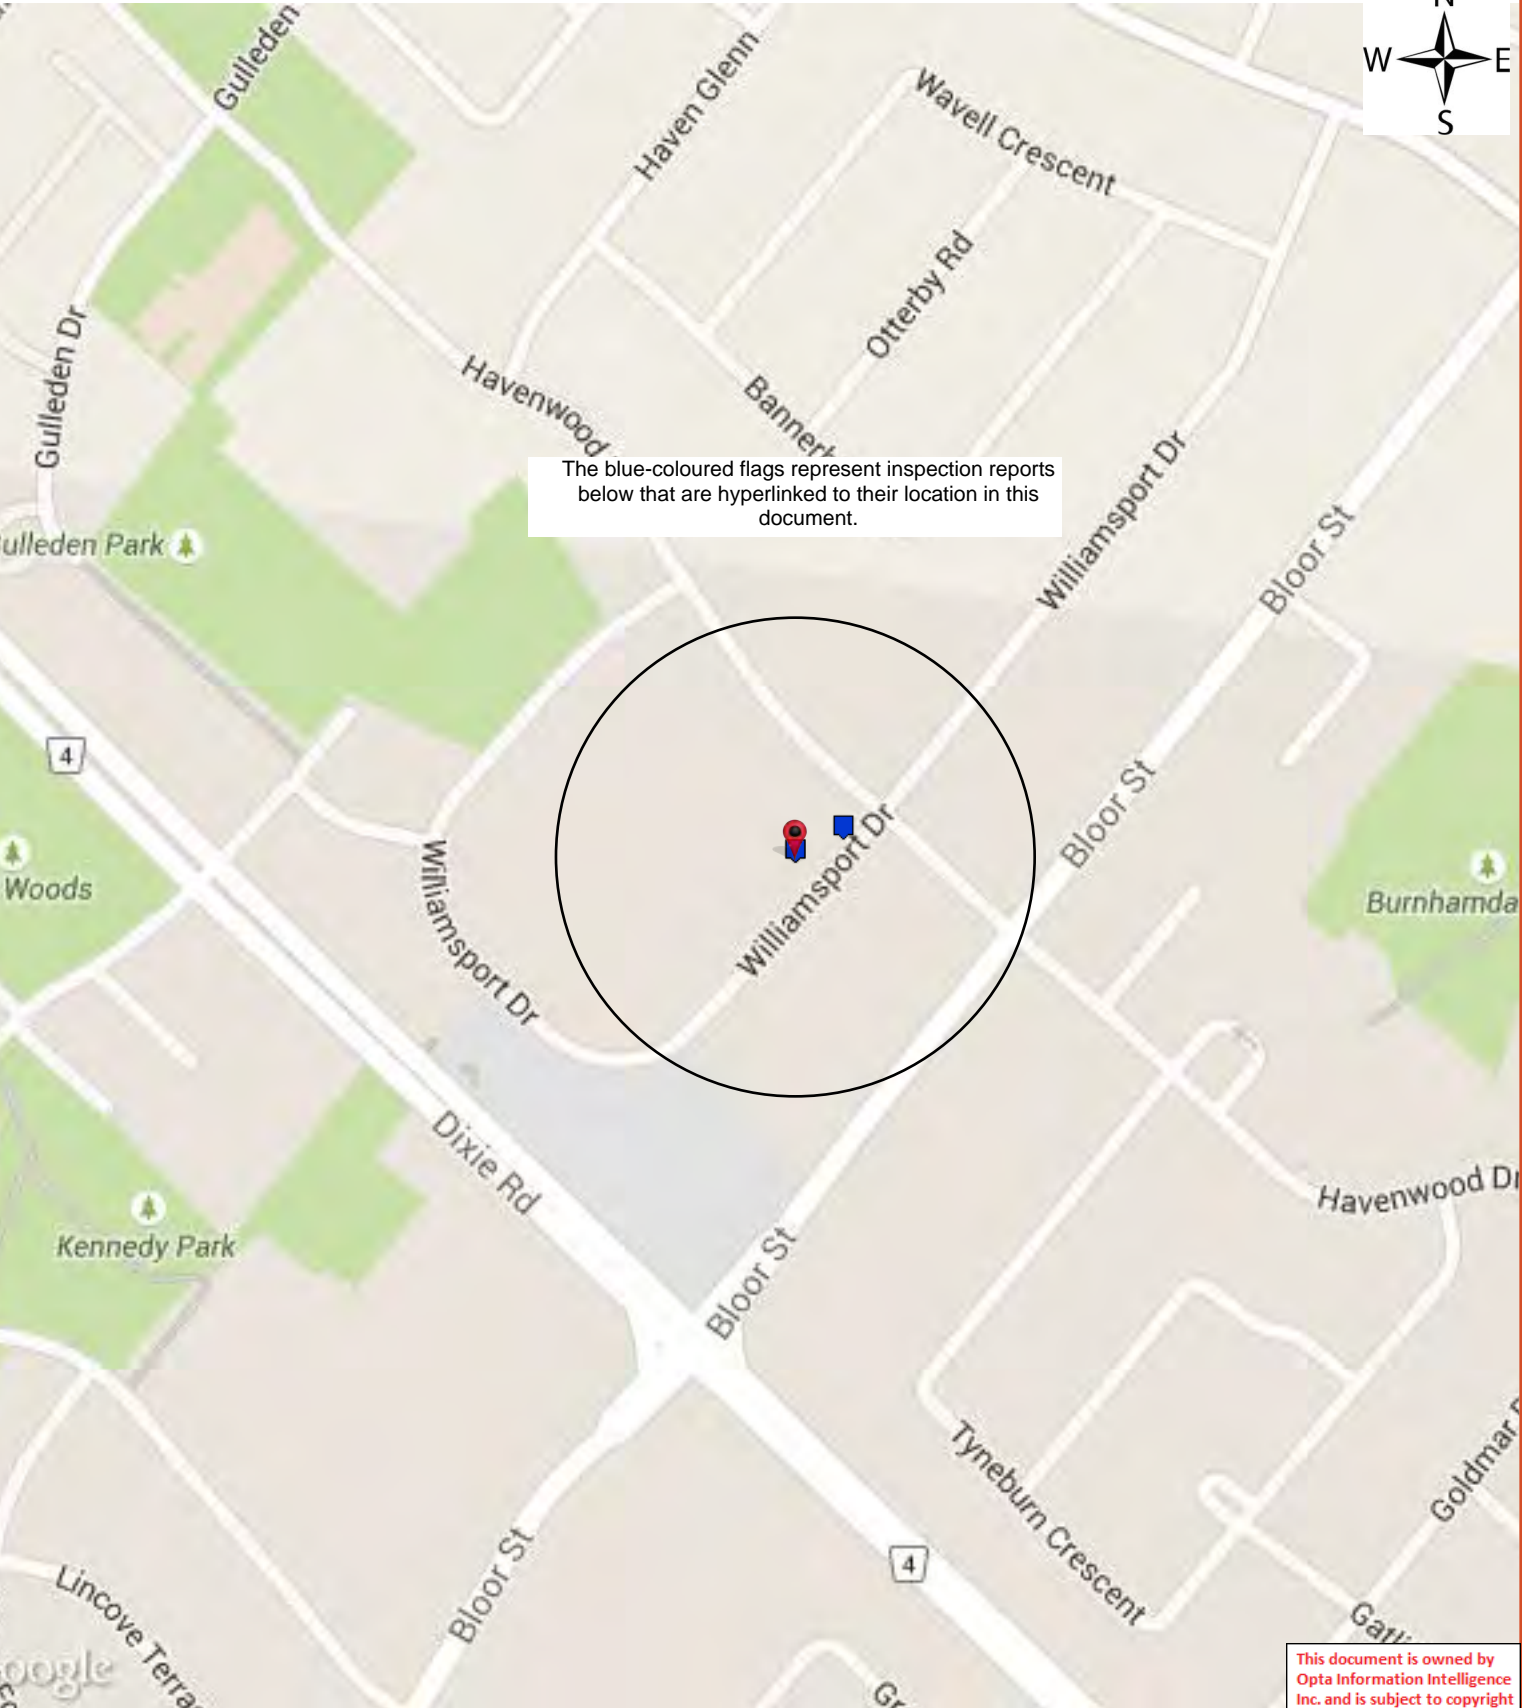 N
W E
S
Gulleden
Haven Glenn
Wavell Crescent
Otterby Rd
Gulleden Dr
Havenwood
Williamsport Dr
The blue-coloured flags represent inspection reports
below that are hyperlinked to their location in this
document.
Bloor St
ulleden Park
4
Bloor St
Williamsport Dr
Woods
Williamsport Dr
Burnhamda
Dixie Rd
Havenwood Dr
Kennedy Park
Bloor St
Tyneburn Crescent
Goldmar
Bloor St
4
Lincove Terra
oogle
Gr
This document is owned by
Opta Information Intelligence
Inc. and is subject to copyright